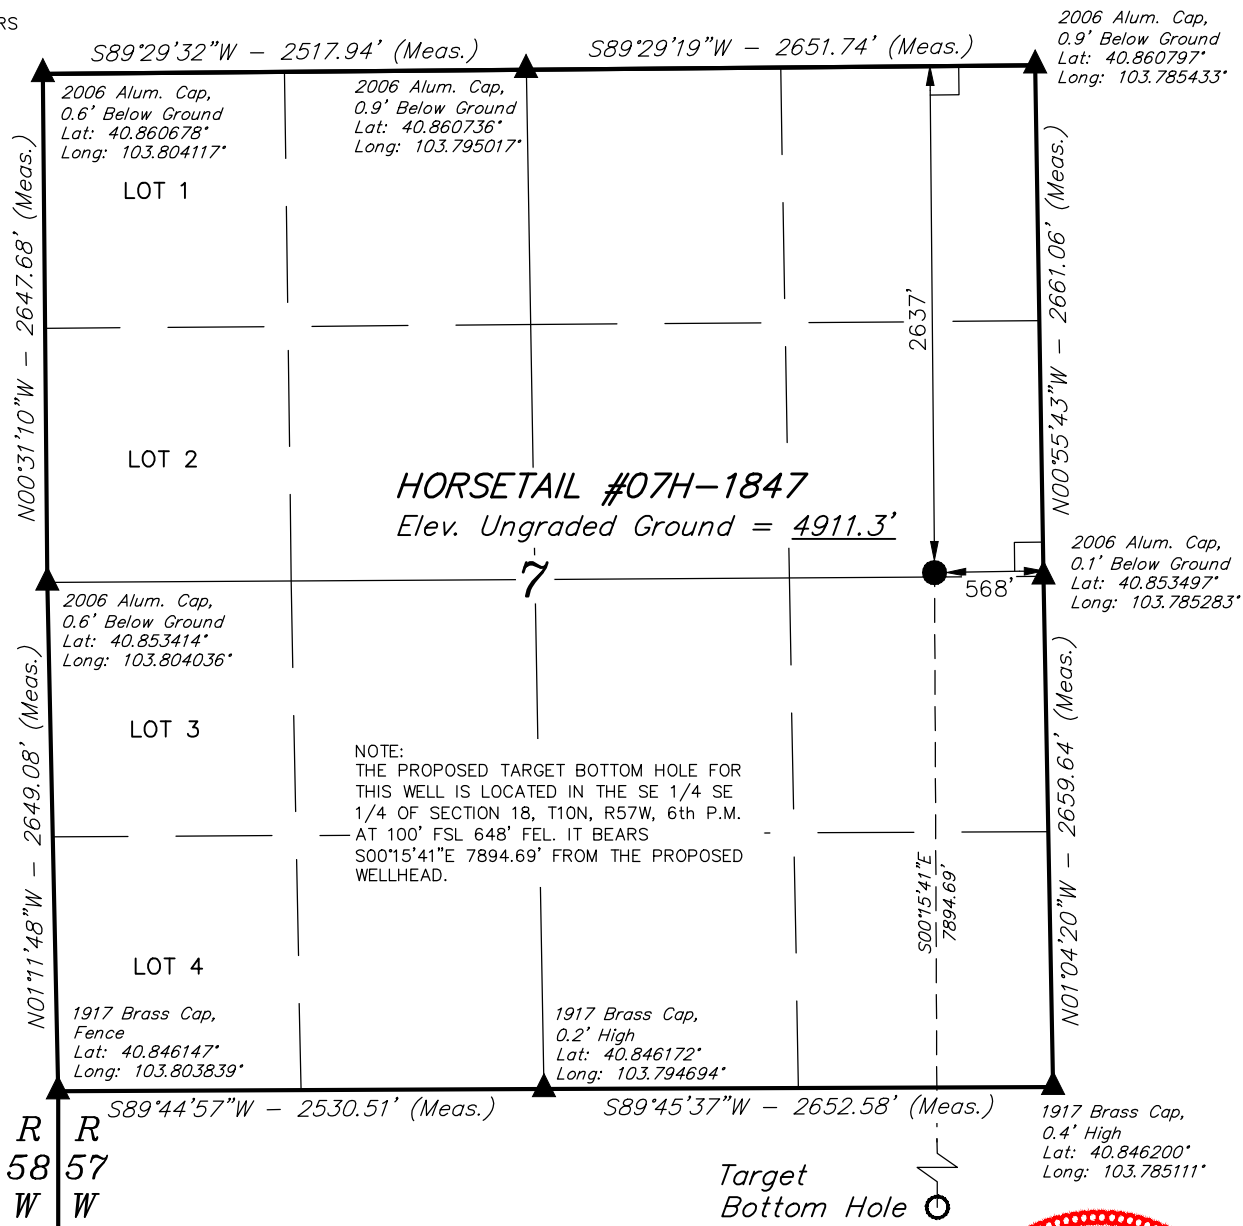 RS
S89°29'32"W – 2517.94' (Meas.)
S89°29'19"W – 2651.74' (Meas.)
2006 Alum. Cap,
0.9' Below Ground
Lat: 40.860797°
Long: 103.785433°
2006 Alum. Cap,
0.6' Below Ground
Lat: 40.860678°
Long: 103.804117°
2006 Alum. Cap,
0.9' Below Ground
Lat: 40.860736°
Long: 103.795017°
LOT 1
N00°31'10"W – 2647.68' (Meas.)
2637'
N00°55'43"W – 2661.06' (Meas.)
LOT 2
HORSETAIL #07H–1847
Elev. Ungraded Ground = 4911.3'
7
568'
2006 Alum. Cap,
0.1' Below Ground
Lat: 40.853497°
Long: 103.785283°
2006 Alum. Cap,
0.6' Below Ground
Lat: 40.853414°
Long: 103.804036°
LOT 3
N01°11'48"W – 2649.08' (Meas.)
NOTE:
THE PROPOSED TARGET BOTTOM HOLE FOR
THIS WELL IS LOCATED IN THE SE 1/4 SE
1/4 OF SECTION 18, T10N, R57W, 6th P.M.
AT 100' FSL 648' FEL. IT BEARS
S00°15'41"E 7894.69' FROM THE PROPOSED
WELLHEAD.
S00°15'41"E
7894.69'
N01°04'20"W – 2659.64' (Meas.)
LOT 4
1917 Brass Cap,
Fence
Lat: 40.846147°
Long: 103.803839°
1917 Brass Cap,
0.2' High
Lat: 40.846172°
Long: 103.794694°
S89°44'57"W – 2530.51' (Meas.)
S89°45'37"W – 2652.58' (Meas.)
1917 Brass Cap,
0.4' High
Lat: 40.846200°
Long: 103.785111°
R R
58 57
W W
Target
Bottom Hole